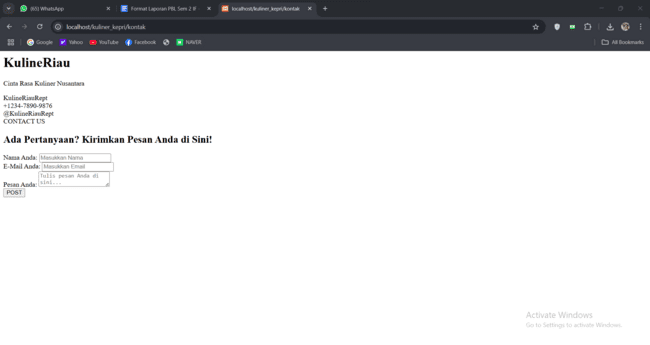 (65) WhatsApp
Format Laporan PBL Sem 2 IF
localhost/kuliner_kepri/kontak
localhost/kuliner_kepri/kontak
Google
Yahoo
YouTube
Facebook
NAVER
All Bookmarks
KulineRiau
Cinta Rasa Kuliner Nusantara
KulineRiauRept
+1234-7890-9876
@KulineRiauRept
CONTACT US
Ada Pertanyaan? Kirimkan Pesan Anda di Sini!
Nama Anda: Masukkan Nama
E-Mail Anda: Masukkan Email
Tulis pesan Anda di
Pesan Anda: sini...
POST
Activate Windows
Go to Settings to activate Windows.